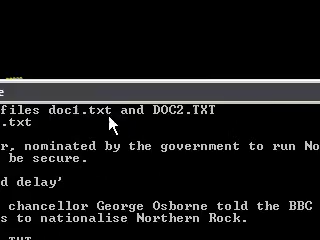 e
files doc1.txt and DOC2.TXT
.txt
r, nominated by the government to run No
be secure.
d delay'
chancellor George Osborne told the BBC
s to nationalise Northern Rock.
TXT